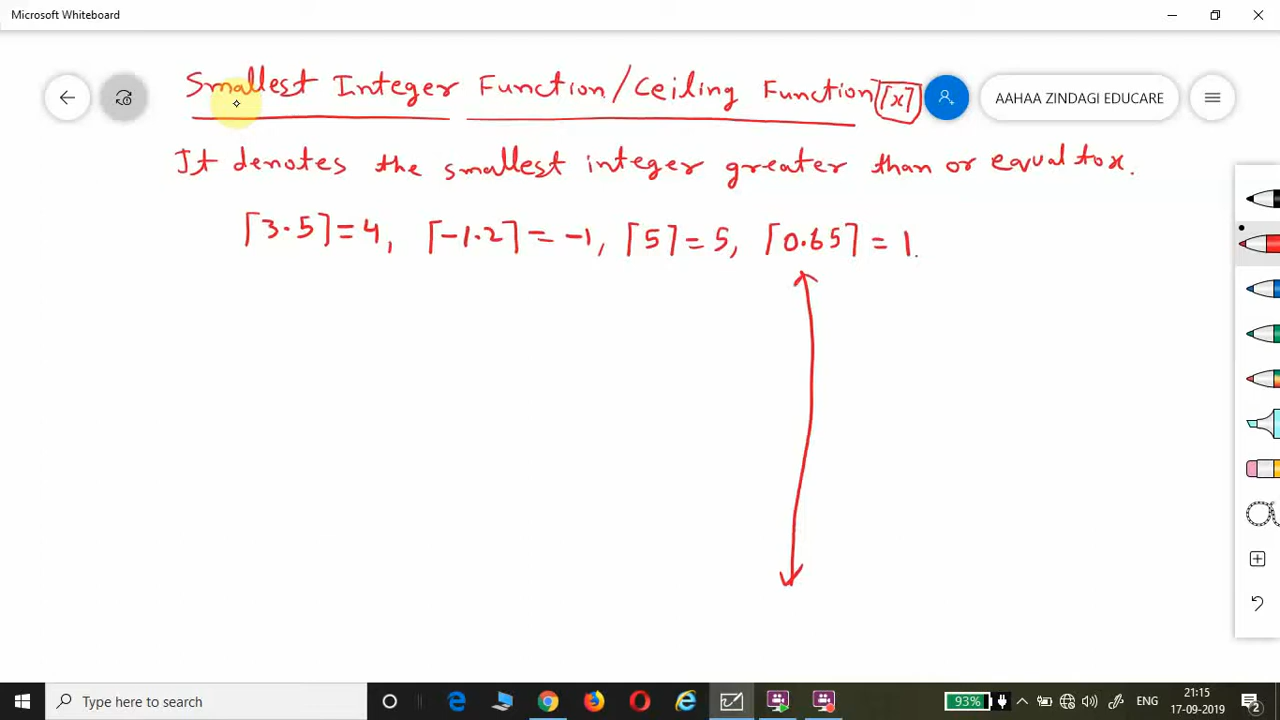 Microsoft Whiteboard
Smallest Integer Function/Ceiling Function ⌈x⌉
AAHAA ZINDAGI EDUCARE
It denotes the smallest integer greater than or equal to x.
⌈3.5⌉=4, ⌈-1.2⌉=-1, ⌈5⌉=5, ⌈0.65⌉=1.
Type here to search
93%
ENG
21:15
17-09-2019
2